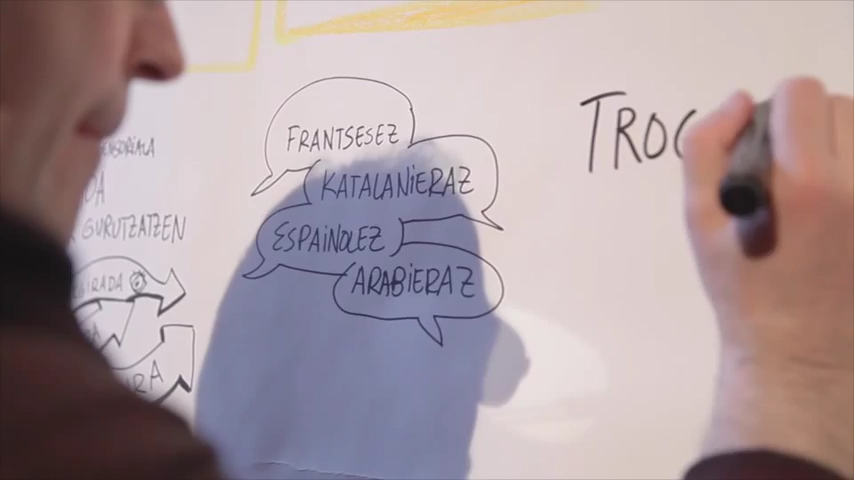 GURUTZATZEN
FRANTSESEZ
KATALANIERAZ
ESPAINOLEZ
ARABIERAZ
TROC